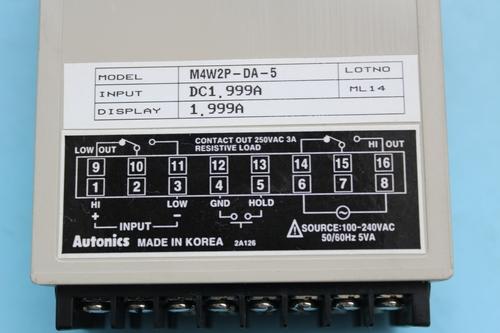 MODEL M4W2P-DA-5 LOTNO
INPUT DC1.999A ML14
DISPLAY 1.999A
LOW OUT CONTACT OUT 250VAC 3A HI OUT
RESISTIVE LOAD
9 10 11 12 13 14 15 16
1 2 3 4 5 6 7 8
HI LOW GND HOLD
+ INPUT −
SOURCE:100-240VAC
50/60Hz 5VA
Autonics MADE IN KOREA 2A126